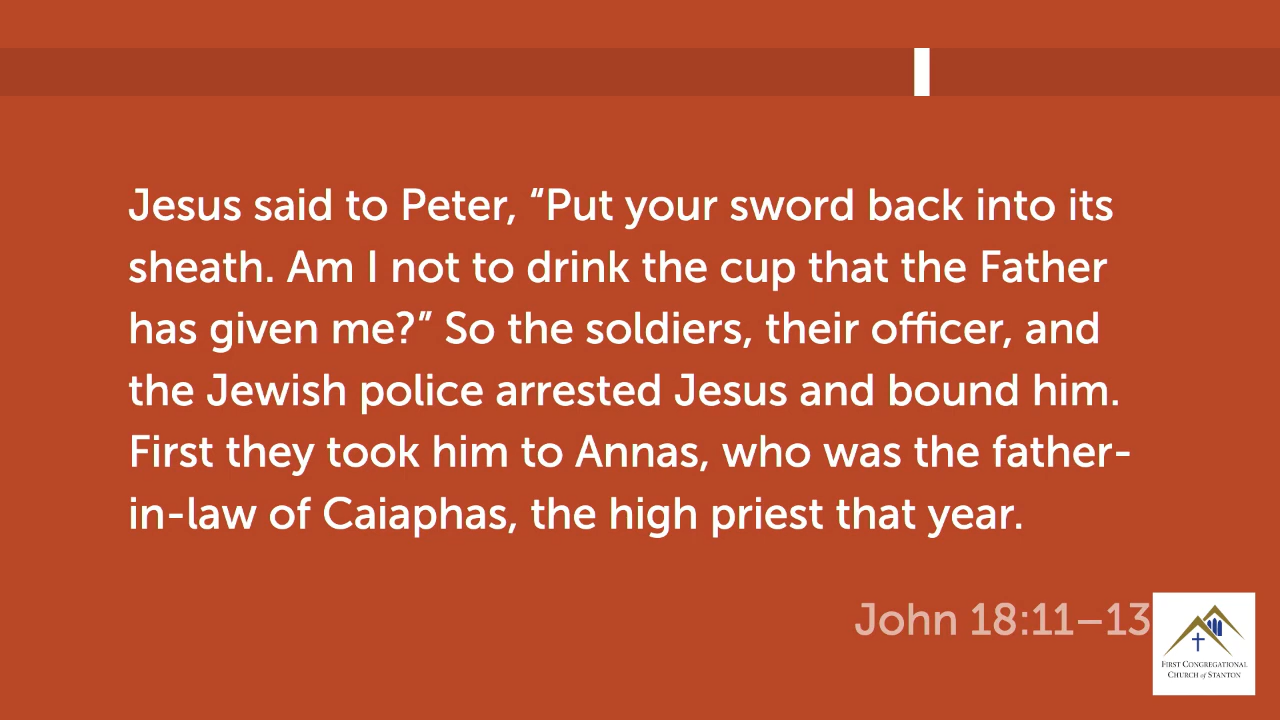 Jesus said to Peter, “Put your sword back into its
sheath. Am I not to drink the cup that the Father
has given me?” So the soldiers, their officer, and
the Jewish police arrested Jesus and bound him.
First they took him to Annas, who was the father-
in-law of Caiaphas, the high priest that year.
John 18:11–13
First Congregational
Church of Stanton